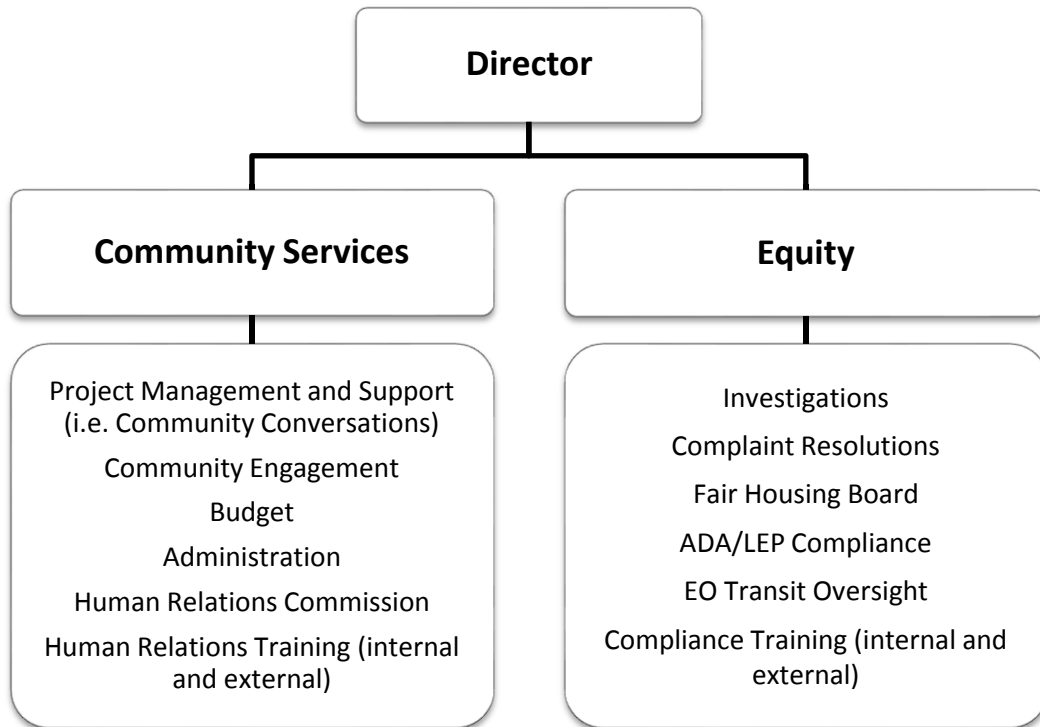 Director
Community Services
Equity
Project Management and Support
(i.e. Community Conversations)
Community Engagement
Budget
Administration
Human Relations Commission
Human Relations Training (internal
and external)
Investigations
Complaint Resolutions
Fair Housing Board
ADA/LEP Compliance
EO Transit Oversight
Compliance Training (internal and
external)